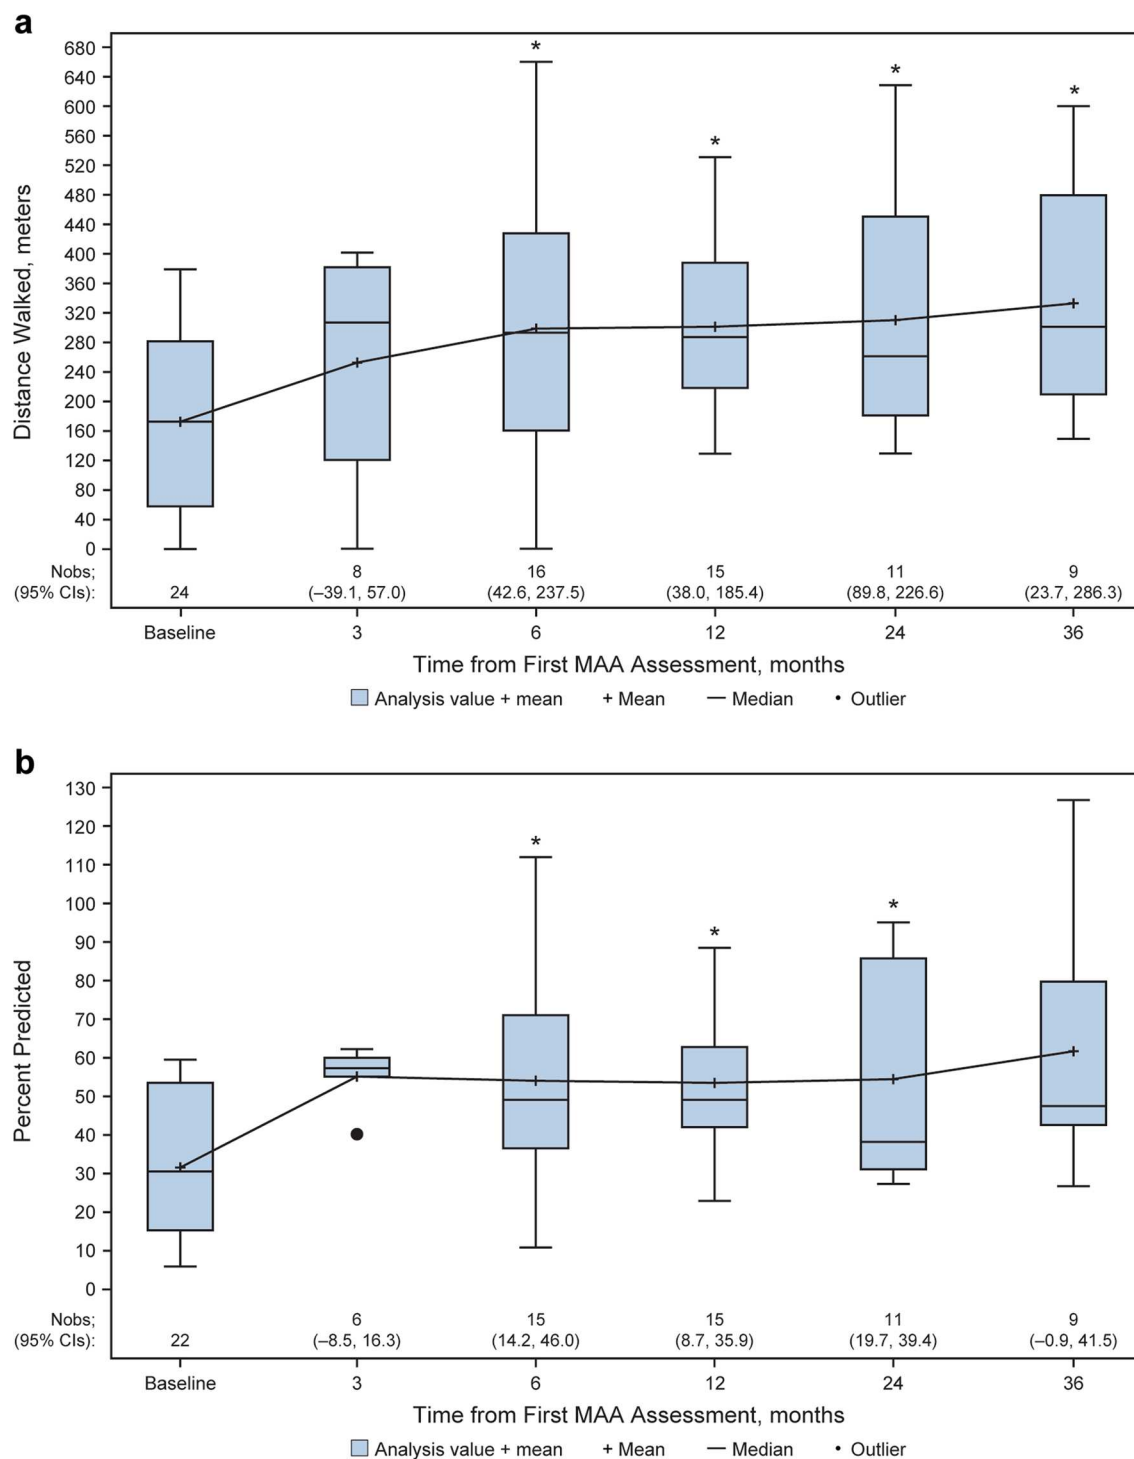 a
680
640
600
560
520
480
440
400
360
320
280
240
200
160
120
80
40
0
Distance Walked, meters
*
*
*
*
Nobs; 8 16 15 11 9
(95% CIs): 24 (–39.1, 57.0) (42.6, 237.5) (38.0, 185.4) (89.8, 226.6) (23.7, 286.3)
Baseline 3 6 12 24 36
Time from First MAA Assessment, months
Analysis value + mean + Mean — Median • Outlier
b
130
120
110
100
90
80
70
60
50
40
30
20
10
0
Percent Predicted
*
*
*
Nobs; 6 15 15 11 9
(95% CIs): 22 (–8.5, 16.3) (14.2, 46.0) (8.7, 35.9) (19.7, 39.4) (–0.9, 41.5)
Baseline 3 6 12 24 36
Time from First MAA Assessment, months
Analysis value + mean + Mean — Median • Outlier